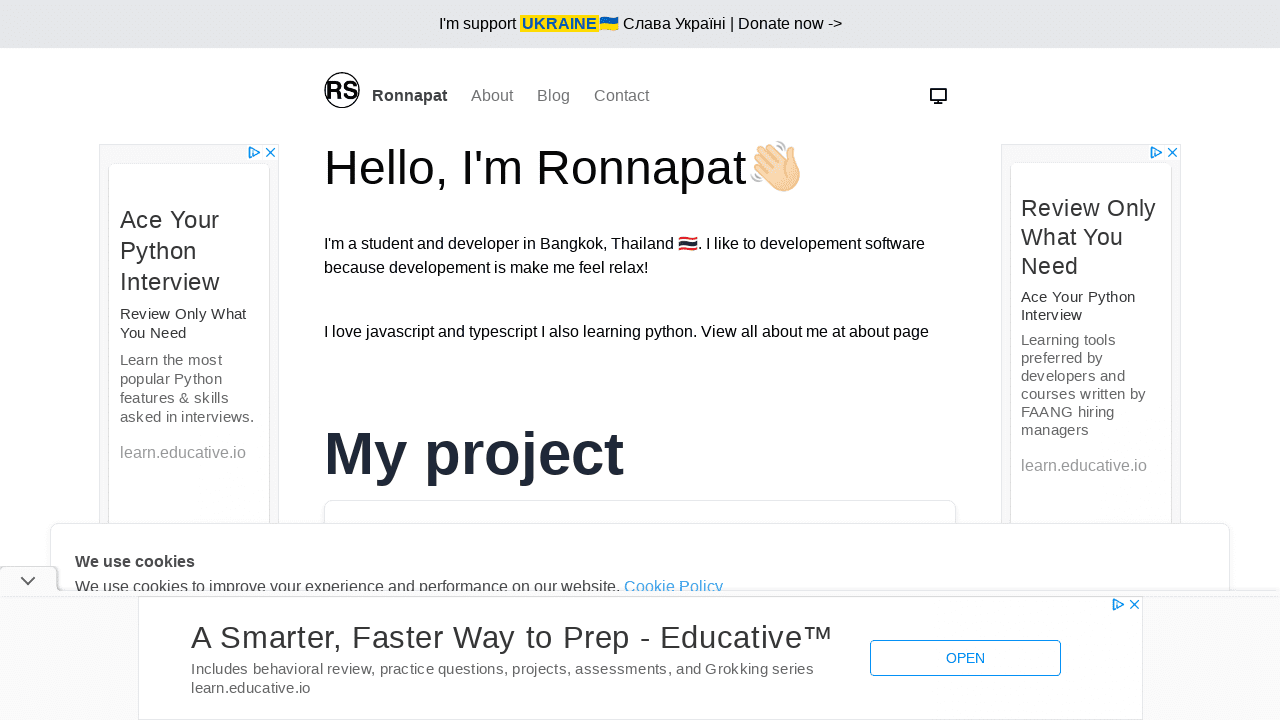 I'm support UKRAINE🇺🇦 Слава Україні | Donate now ->
RS Ronnapat About Blog Contact
Hello, I'm Ronnapat👋🏻
I'm a student and developer in Bangkok, Thailand 🇹🇭. I like to developement software
because developement is make me feel relax!
I love javascript and typescript I also learning python. View all about me at about page
My project
Ace Your
Python
Interview
Review Only What
You Need
Learn the most
popular Python
features & skills
asked in interviews.
learn.educative.io
Review Only
What You
Need
Ace Your Python
Interview
Learning tools
preferred by
developers and
courses written by
FAANG hiring
managers
learn.educative.io
We use cookies
We use cookies to improve your experience and performance on our website. Cookie Policy
A Smarter, Faster Way to Prep - Educative™
Includes behavioral review, practice questions, projects, assessments, and Grokking series
learn.educative.io
OPEN